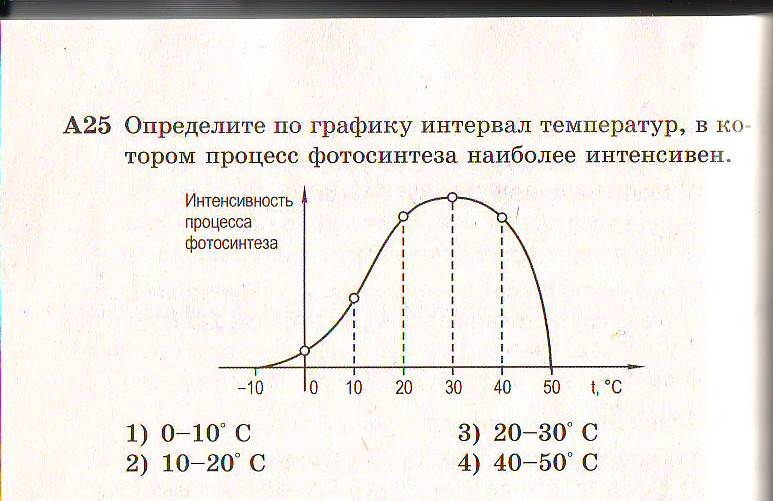 А25 Определите по графику интервал температур, в ко-
тором процесс фотосинтеза наиболее интенсивен.
Интенсивность
процесса
фотосинтеза
–10 0 10 20 30 40 50 t, °C
1) 0–10° С
3) 20–30° С
2) 10–20° С
4) 40–50° С